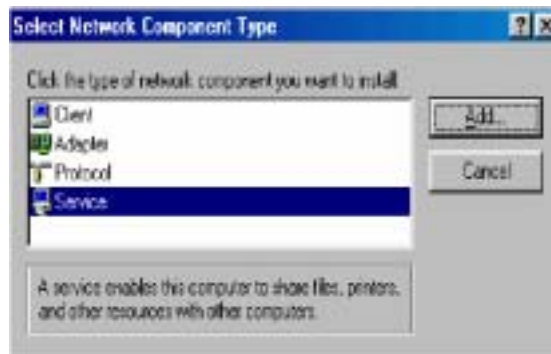 Select Network Component Type
Click the type of network component you want to install:
Client
Adapter
Protocol
Service
Add...
Cancel
A service enables this computer to share files, printers,
and other resources with other computers.